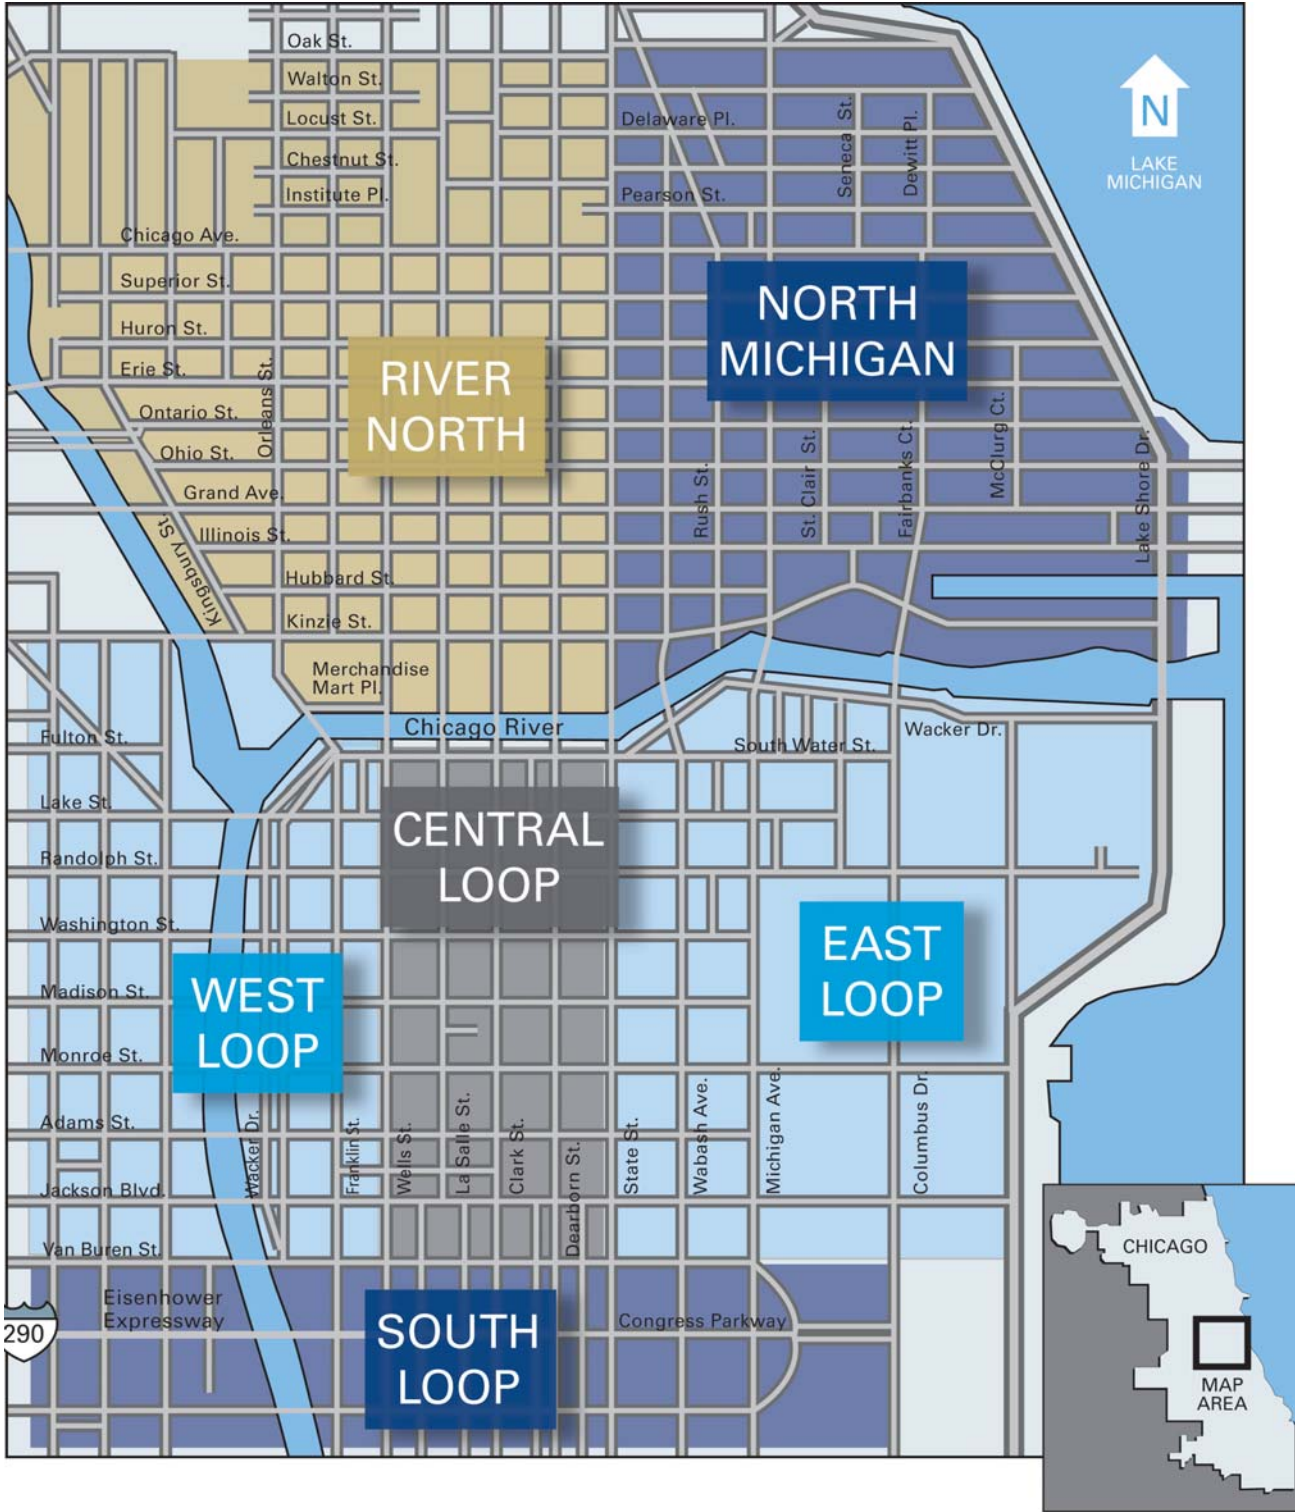 Oak St.
Walton St.
Locust St.
Delaware Pl.
Seneca St.
Dewitt Pl.
N
LAKE
MICHIGAN
Chestnut St.
Institute Pl.
Pearson St.
Chicago Ave.
Superior St.
Huron St.
Erie St.
NORTH
MICHIGAN
RIVER
NORTH
Orleans St.
Ontario St.
Ohio St.
Grand Ave.
Illinois St.
Kingsbury St.
Rush St.
St. Clair St.
Fairbanks Ct.
McClurg Ct.
Lake Shore Dr.
Hubbard St.
Kinzie St.
Merchandise
Mart Pl.
Chicago River
Fulton St.
South Water St.
Wacker Dr.
Lake St.
CENTRAL
LOOP
Randolph St.
Washington St.
EAST
LOOP
WEST
LOOP
Madison St.
Monroe St.
Adams St.
Wacker Dr.
Franklin St.
Wells St.
La Salle St.
Clark St.
Dearborn St.
State St.
Wabash Ave.
Michigan Ave.
Columbus Dr.
Jackson Blvd.
Van Buren St.
Eisenhower
Expressway
290
SOUTH
LOOP
Congress Parkway
CHICAGO
MAP
AREA